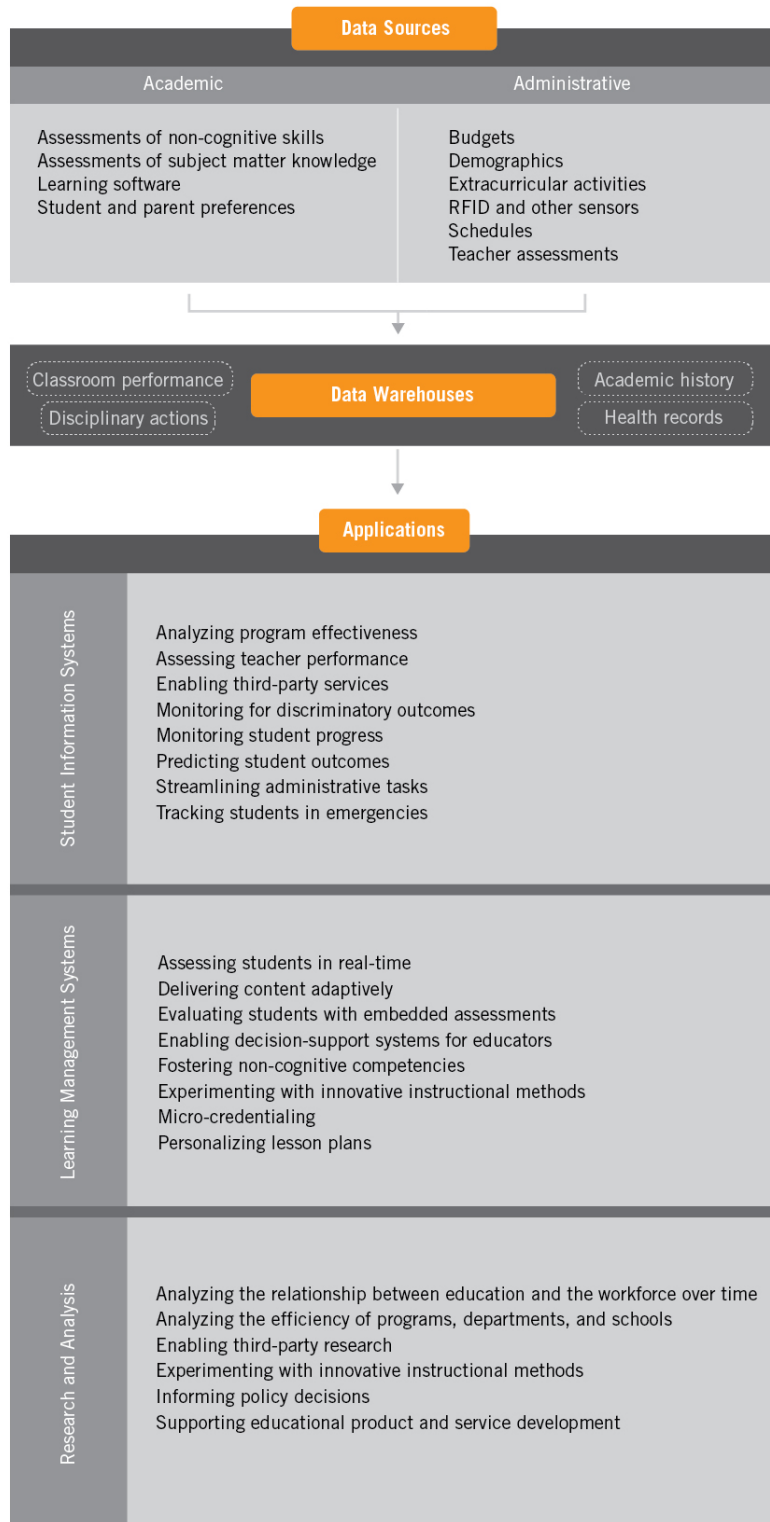 Data Sources
Academic
Administrative
Assessments of non-cognitive skills
Assessments of subject matter knowledge
Learning software
Student and parent preferences
Budgets
Demographics
Extracurricular activities
RFID and other sensors
Schedules
Teacher assessments
Classroom performance
Disciplinary actions
Data Warehouses
Academic history
Health records
Applications
Student Information Systems
Analyzing program effectiveness
Assessing teacher performance
Enabling third-party services
Monitoring for discriminatory outcomes
Monitoring student progress
Predicting student outcomes
Streamlining administrative tasks
Tracking students in emergencies
Learning Management Systems
Assessing students in real-time
Delivering content adaptively
Evaluating students with embedded assessments
Enabling decision-support systems for educators
Fostering non-cognitive competencies
Experimenting with innovative instructional methods
Micro-credentialing
Personalizing lesson plans
Research and Analysis
Analyzing the relationship between education and the workforce over time
Analyzing the efficiency of programs, departments, and schools
Enabling third-party research
Experimenting with innovative instructional methods
Informing policy decisions
Supporting educational product and service development